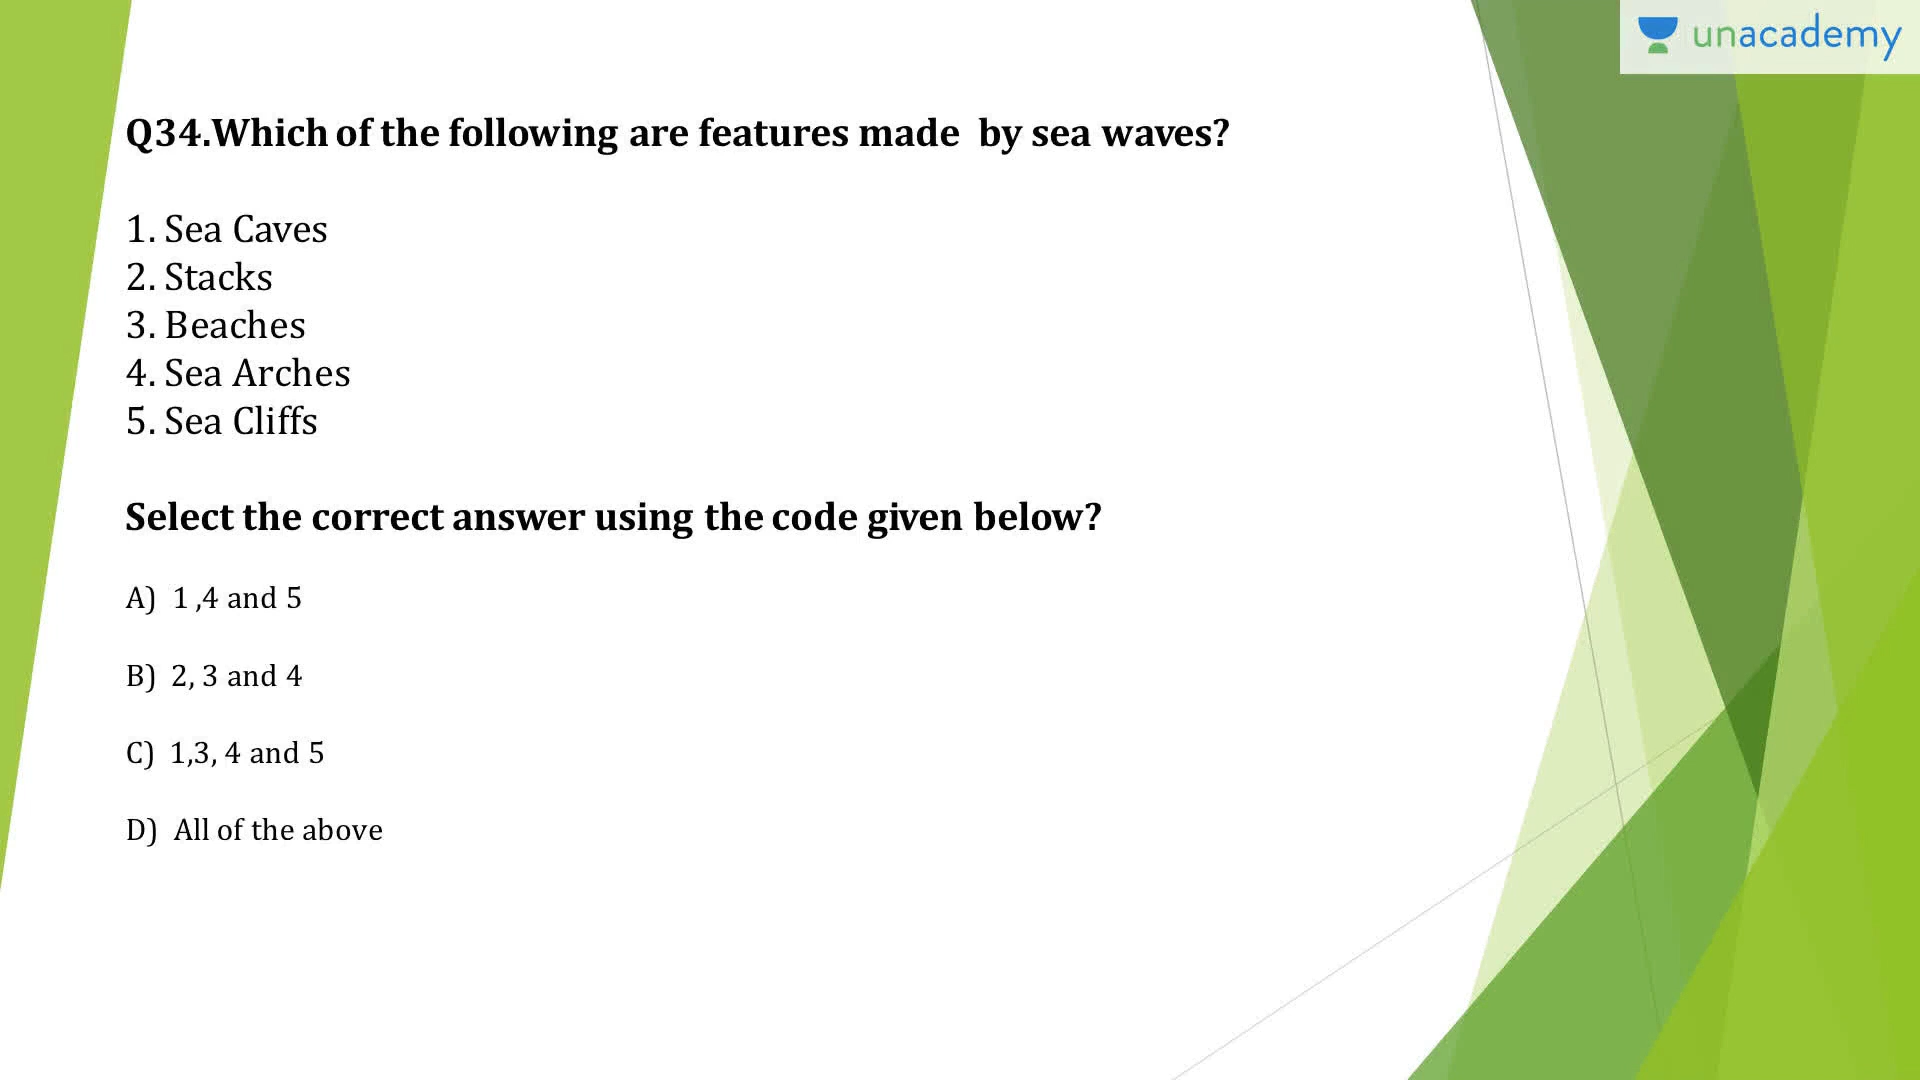 unacademy
Q34.Which of the following are features made by sea waves?
1. Sea Caves
2. Stacks
3. Beaches
4. Sea Arches
5. Sea Cliffs
Select the correct answer using the code given below?
A) 1 ,4 and 5
B) 2, 3 and 4
C) 1,3, 4 and 5
D) All of the above